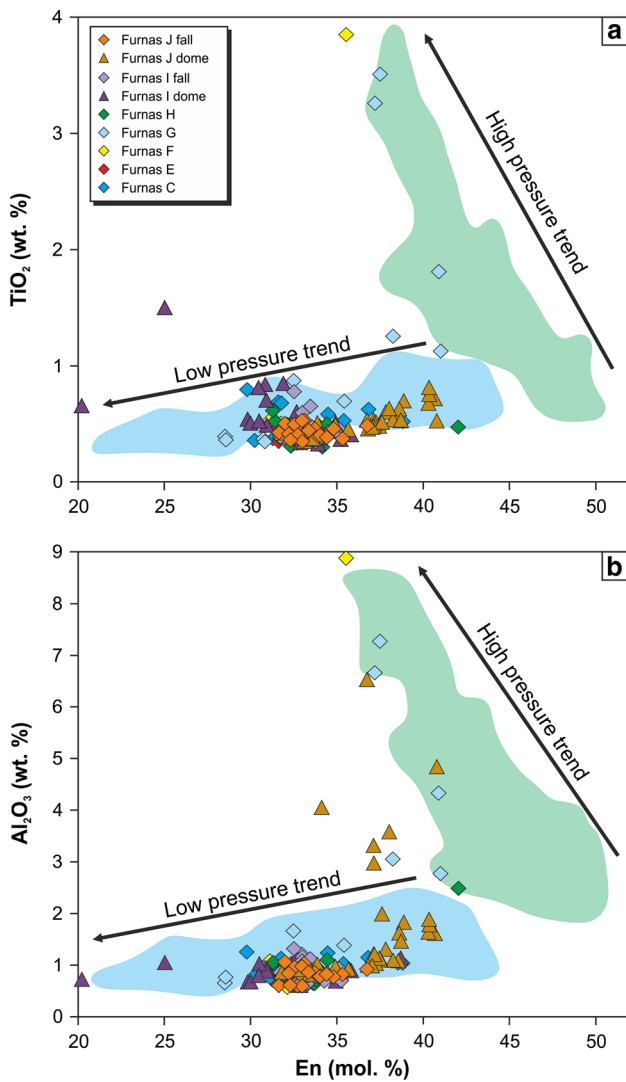 4
3
2
1
0
TiO2 (wt. %)
a
Furnas J fall
Furnas J dome
Furnas I fall
Furnas I dome
Furnas H
Furnas G
Furnas F
Furnas E
Furnas C
High pressure trend
Low pressure trend
20 25 30 35 40 45 50
9
8
7
6
5
4
3
2
1
0
Al2O3 (wt. %)
b
High pressure trend
Low pressure trend
20 25 30 35 40 45 50
En (mol. %)